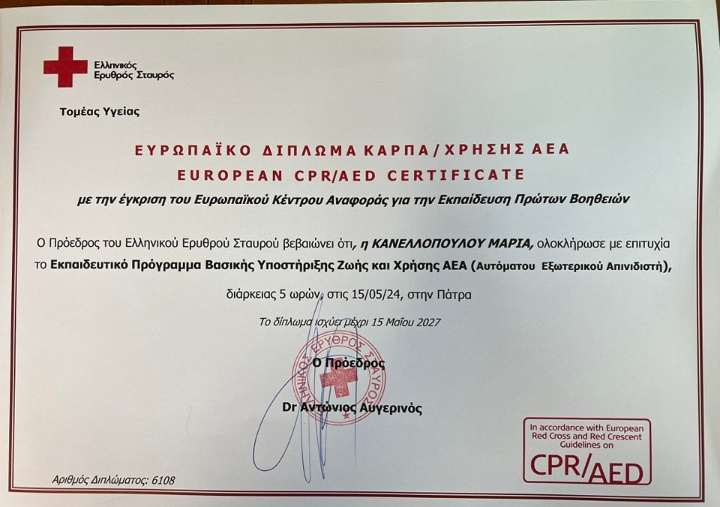 Ελληνικός
Ερυθρός Σταυρός
Τομέας Υγείας
ΕΥΡΩΠΑΪΚΟ ΔΙΠΛΩΜΑ ΚΑΡΠΑ/ΧΡΗΣΗΣ ΑΕΑ
EUROPEAN CPR/AED CERTIFICATE
με την έγκριση του Ευρωπαϊκού Κέντρου Αναφοράς για την Εκπαίδευση Πρώτων Βοηθειών
Ο Πρόεδρος του Ελληνικού Ερυθρού Σταυρού βεβαιώνει ότι, η ΚΑΝΕΛΛΟΠΟΥΛΟΥ ΜΑΡΙΑ, ολοκλήρωσε με επιτυχία
το Εκπαιδευτικό Πρόγραμμα Βασικής Υποστήριξης Ζωής και Χρήσης ΑΕΑ (Αυτόματου Εξωτερικού Απινιδιστή),
διάρκειας 5 ωρών, στις 15/05/24, στην Πάτρα
Το δίπλωμα ισχύει μέχρι 15 Μαΐου 2027
ΕΛΛΗΝΙΚΟΣ ΕΡΥΘΡΟΣ ΣΤΑΥΡΟΣ
Ο Πρόεδρος
Dr Αντώνιος Αυγερινός
In accordance with European
Red Cross and Red Crescent
Guidelines on
CPR/AED
Αριθμός Διπλώματος: 6108